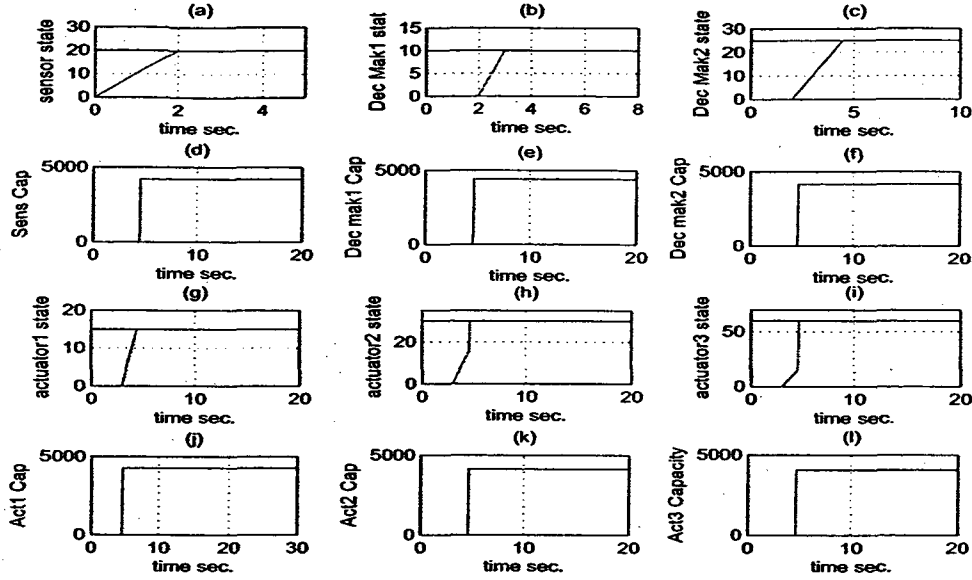 (a)
sensor state
30
20
10
0
0 2 4
time sec.
(b)
Dec Mak1 stat
15
10
5
0
0 2 4 6 8
time sec.
(c)
Dec Mak2 state
30
20
10
0
0 5 10
time sec.
(d)
Sens Cap
5000
0
0 10 20
time sec.
(e)
Dec mak1 Cap
5000
0
0 10 20
time sec.
(f)
Dec mak2 Cap
5000
0
0 10 20
time sec.
(g)
actuator1 state
20
10
0
0 10 20
time sec.
(h)
actuator2 state
20
0
0 10 20
time sec.
(i)
actuator3 state
50
0
0 10 20
time sec.
(j)
Act1 Cap
5000
0
0 10 20 30
time sec.
(k)
Act2 Cap
5000
0
0 10 20
time sec.
(l)
Act3 Capacity
5000
0
0 10 20
time sec.